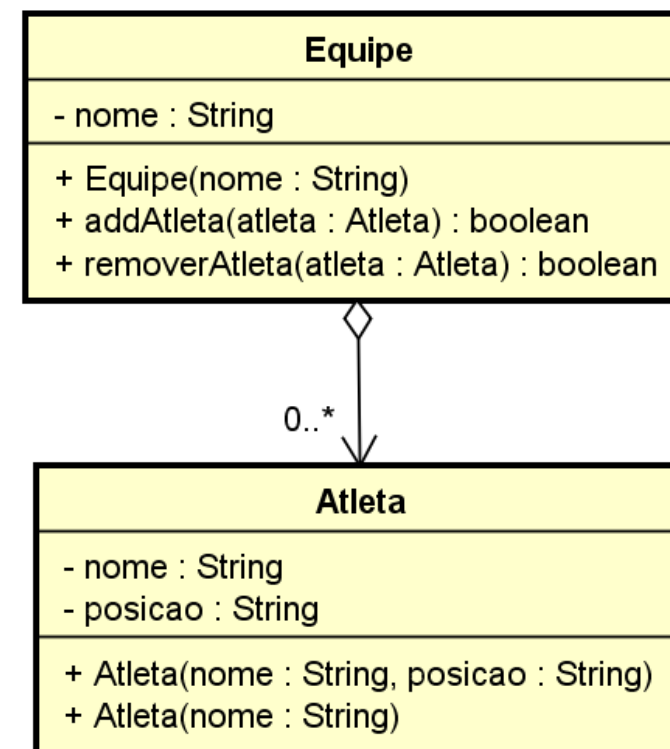 Equipe
- nome : String
+ Equipe(nome : String)
+ addAtleta(atleta : Atleta) : boolean
+ removerAtleta(atleta : Atleta) : boolean
0..*
Atleta
- nome : String
- posicao : String
+ Atleta(nome : String, posicao : String)
+ Atleta(nome : String)